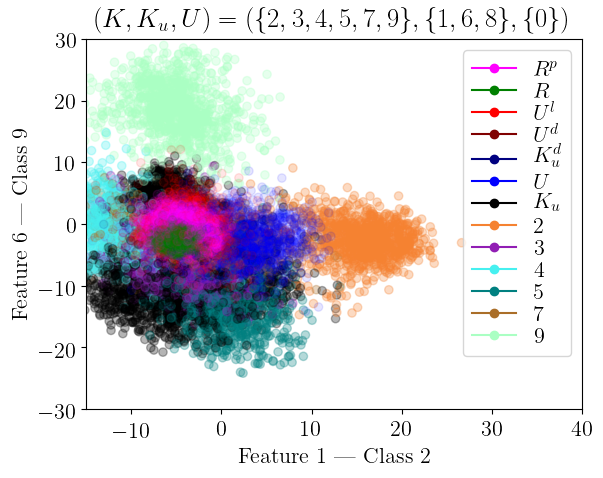 (K, K_u, U) = ({2, 3, 4, 5, 7, 9}, {1, 6, 8}, {0})
30
20
10
0
−10
−20
−30
Feature 6 — Class 9
R^p
R
U^l
U^d
K_u^d
U
K_u
2
3
4
5
7
9
−10
0
10
20
30
40
Feature 1 — Class 2